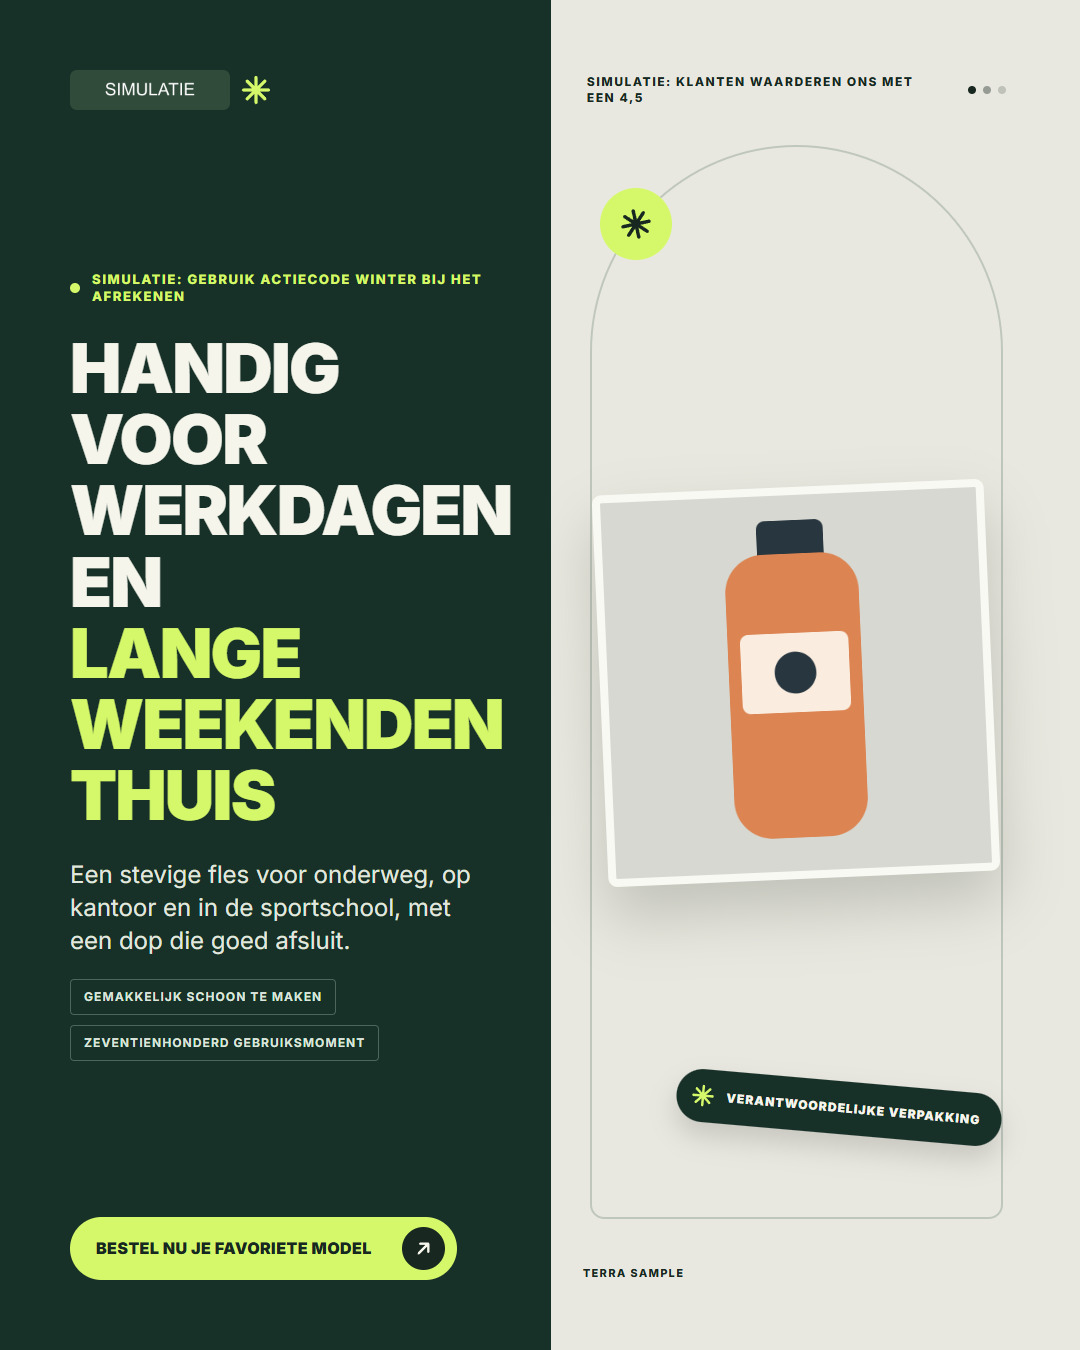 SIMULATIE
SIMULATIE: GEBRUIK ACTIECODE WINTER BIJ HET
AFREKENEN
HANDIG
VOOR
WERKDAGEN
EN
LANGE
WEEKENDEN
THUIS
Een stevige fles voor onderweg, op
kantoor en in de sportschool, met
een dop die goed afsluit.
GEMAKKELIJK SCHOON TE MAKEN
ZEVENTIENHONDERD GEBRUIKSMOMENT
BESTEL NU JE FAVORIETE MODEL
SIMULATIE: KLANTEN WAARDEREN ONS MET
EEN 4,5
VERANTWOORDELIJKE VERPAKKING
TERRA SAMPLE